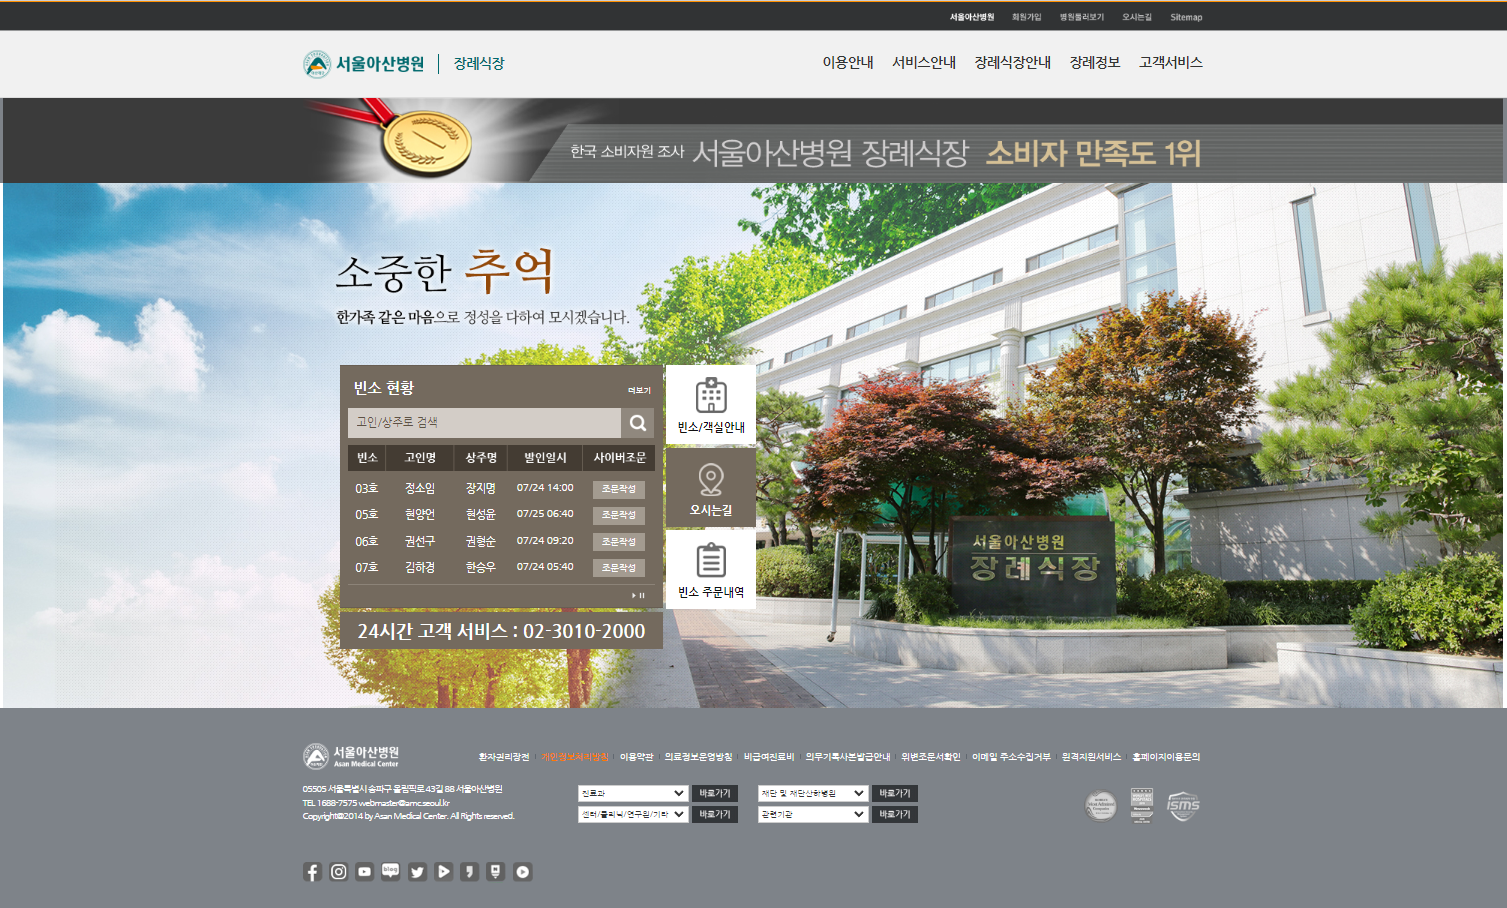 서울아산병원 회원가입 병원둘러보기 오시는길 Sitemap
서울아산병원 장례식장
이용안내 서비스안내 장례식장안내 장례정보 고객서비스
한국 소비자원 조사 서울아산병원 장례식장 소비자 만족도 1위
소중한 추억
한가족 같은 마음으로 정성을 다하여 모시겠습니다.
빈소 현황 더보기
고인/상주로 검색
빈소 고인명 상주명 발인일시 사이버조문
03호 정소임 장지명 07/24 14:00 조문작성
05호 현양언 현성윤 07/25 06:40 조문작성
06호 권선구 권형순 07/24 09:20 조문작성
07호 김하경 한승우 07/24 05:40 조문작성
24시간 고객 서비스 : 02-3010-2000
빈소/객실안내
오시는길
빈소 주문내역
서울아산병원
장례식장
서울아산병원
Asan Medical Center
환자권리장전 개인정보처리방침 이용약관 의료정보운영방침 비급여진료비 의무기록사본발급안내 위변조문서확인 이메일 주소수집거부 원격지원서비스 홈페이지이용문의
05505 서울특별시 송파구 올림픽로 43길 88 서울아산병원
TEL 1688-7575 webmaster@amc.seoul.kr
Copyright@2014 by Asan Medical Center. All Rights reserved.
진료과 바로가기 재단 및 재단산하병원 바로가기
센터/클리닉/연구원/기타 바로가기 관련기관 바로가기
ISMS
blog